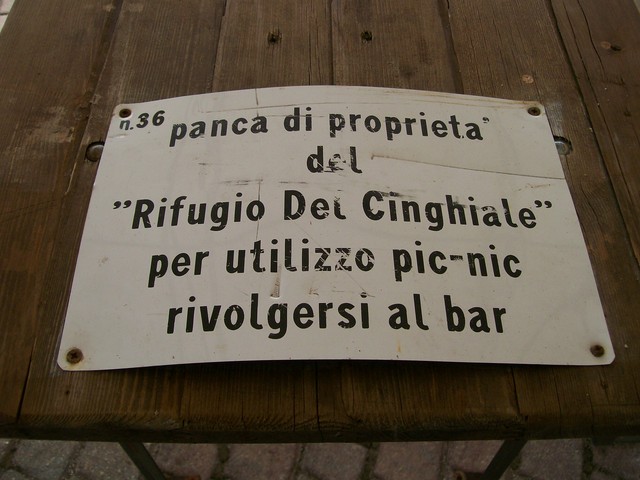 n.36 panca di proprieta'
del
"Rifugio Del Cinghiale"
per utilizzo pic-nic
rivolgersi al bar